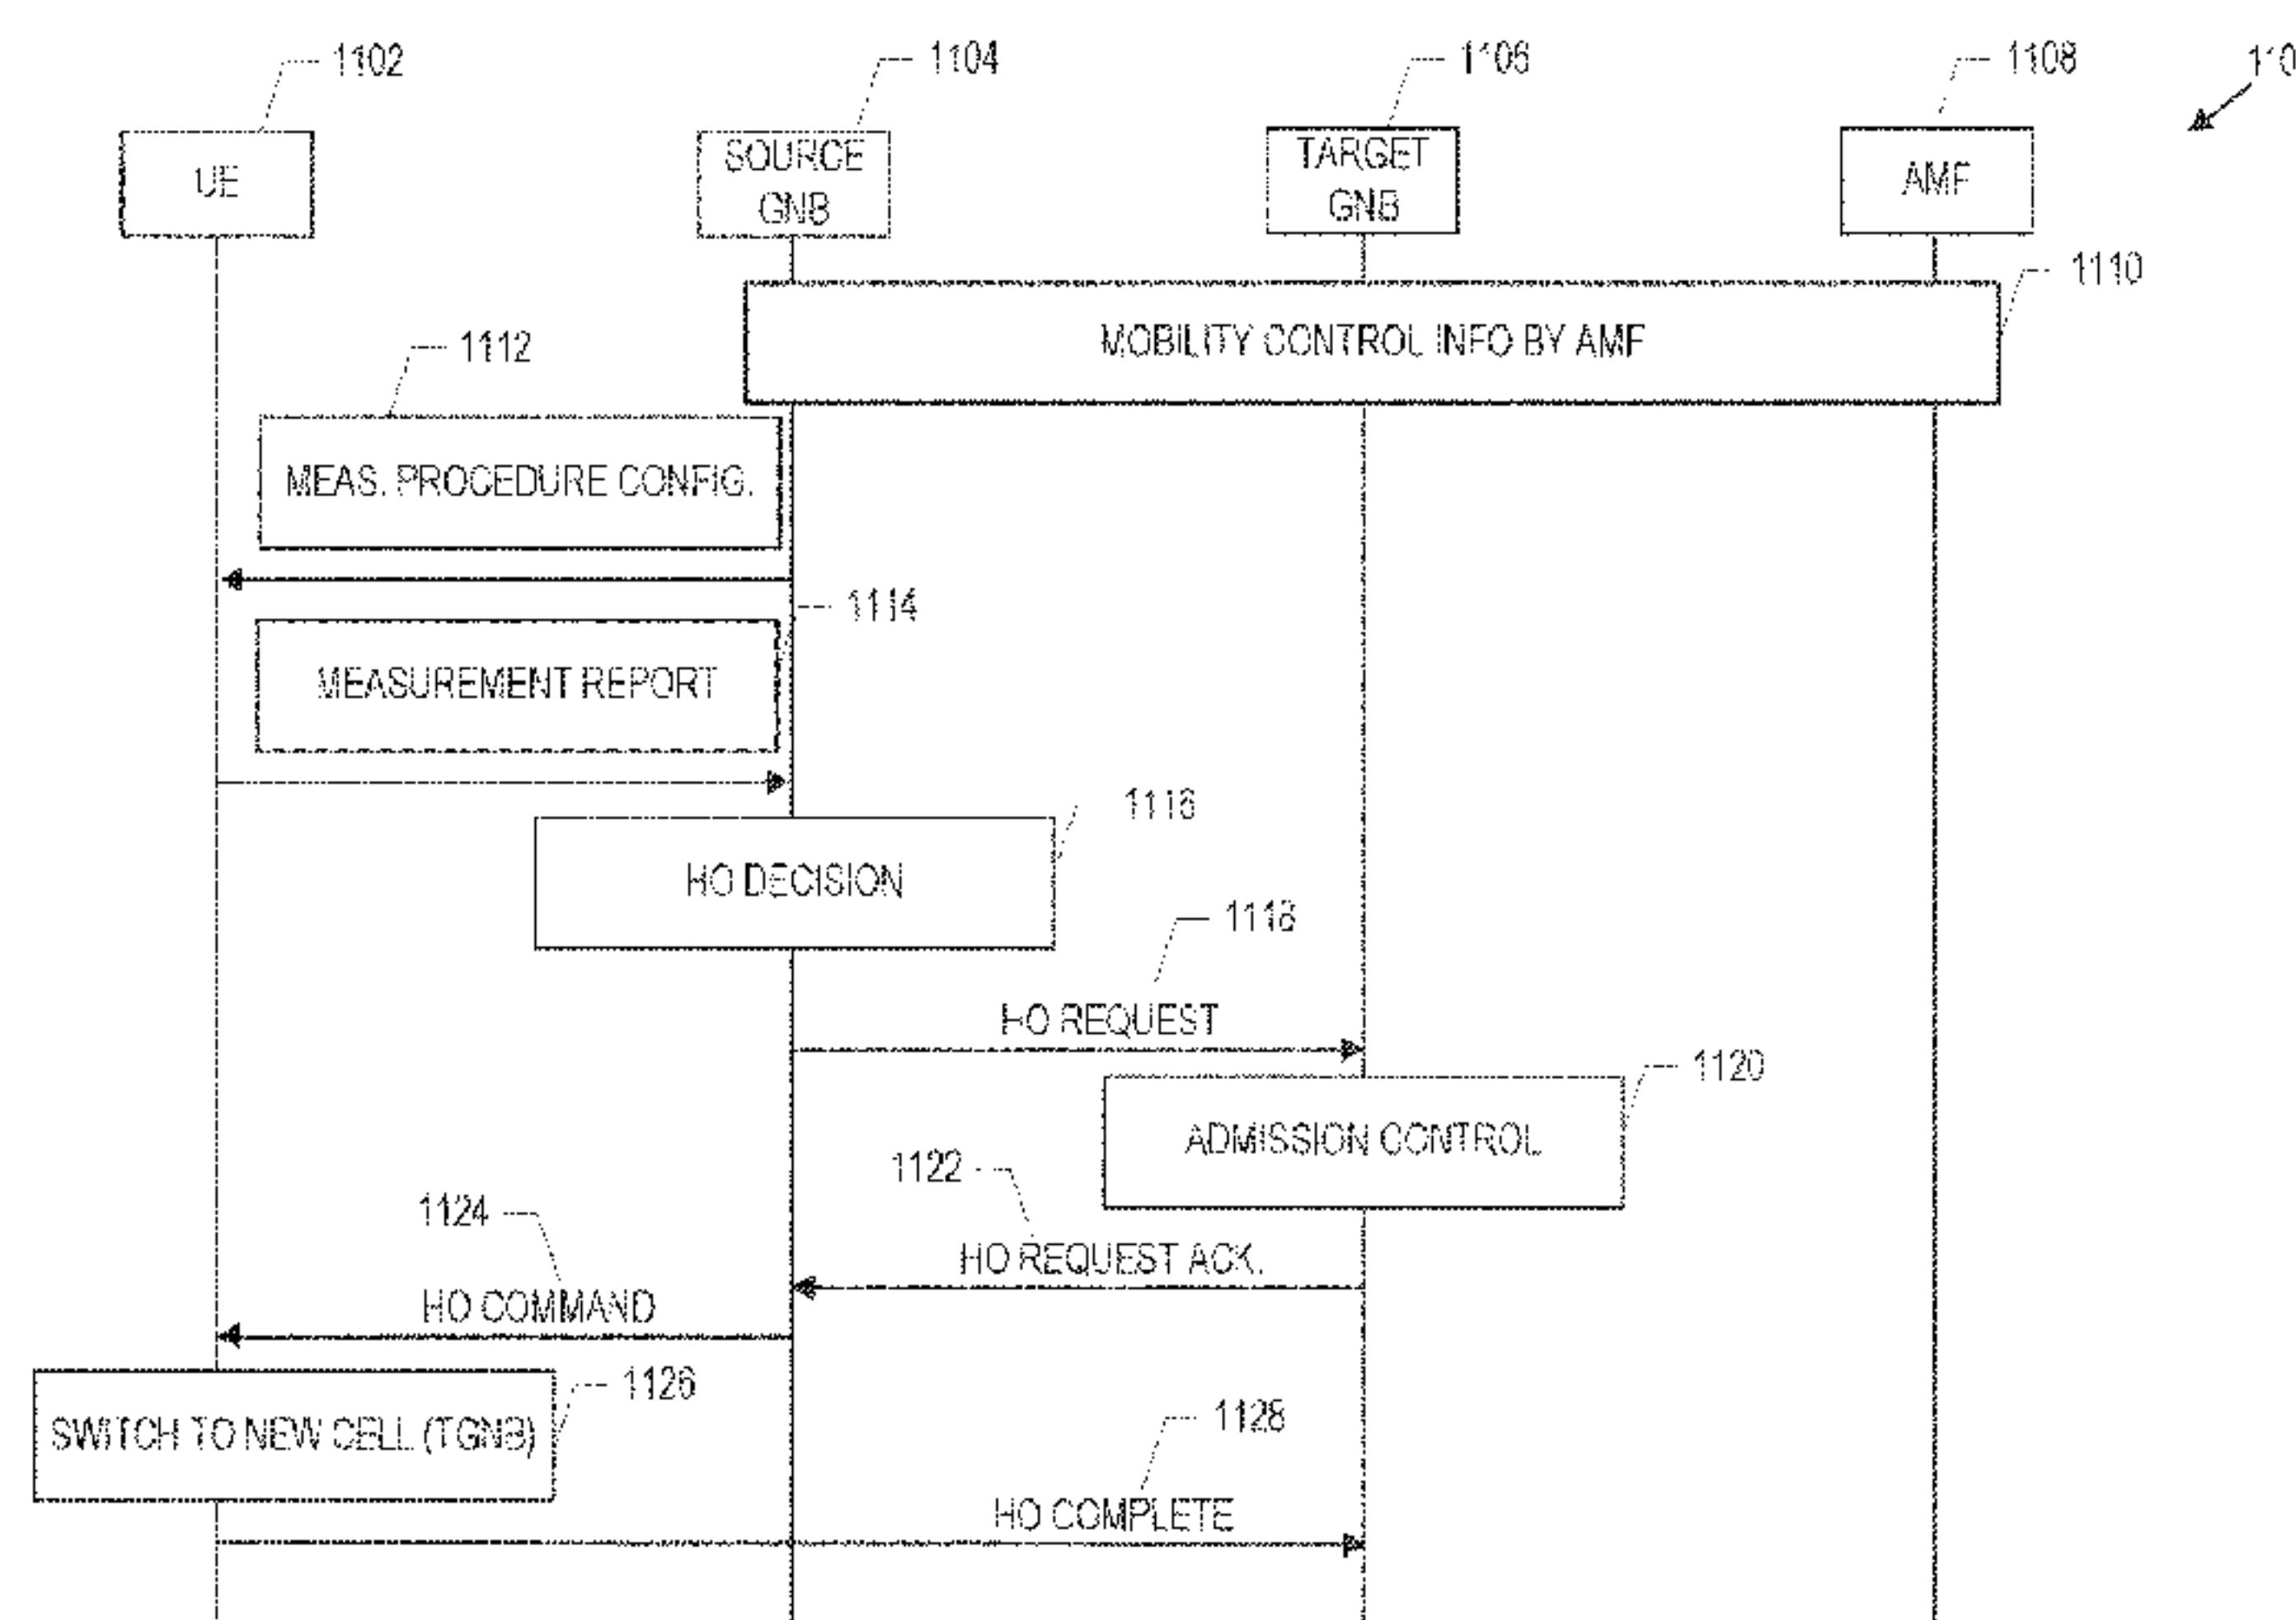 1102
1104
1106
1108
110
UE
SOURCE
GNB
TARGET
GNB
AMF
1110
MOBILITY CONTROL INFO BY AMF
1112
MEAS. PROCEDURE CONFIG.
1114
MEASUREMENT REPORT
1116
HO DECISION
1118
HO REQUEST
1120
ADMISSION CONTROL
1122
HO REQUEST ACK.
1124
HO COMMAND
1126
SWITCH TO NEW CELL (TGNB)
1128
HO COMPLETE